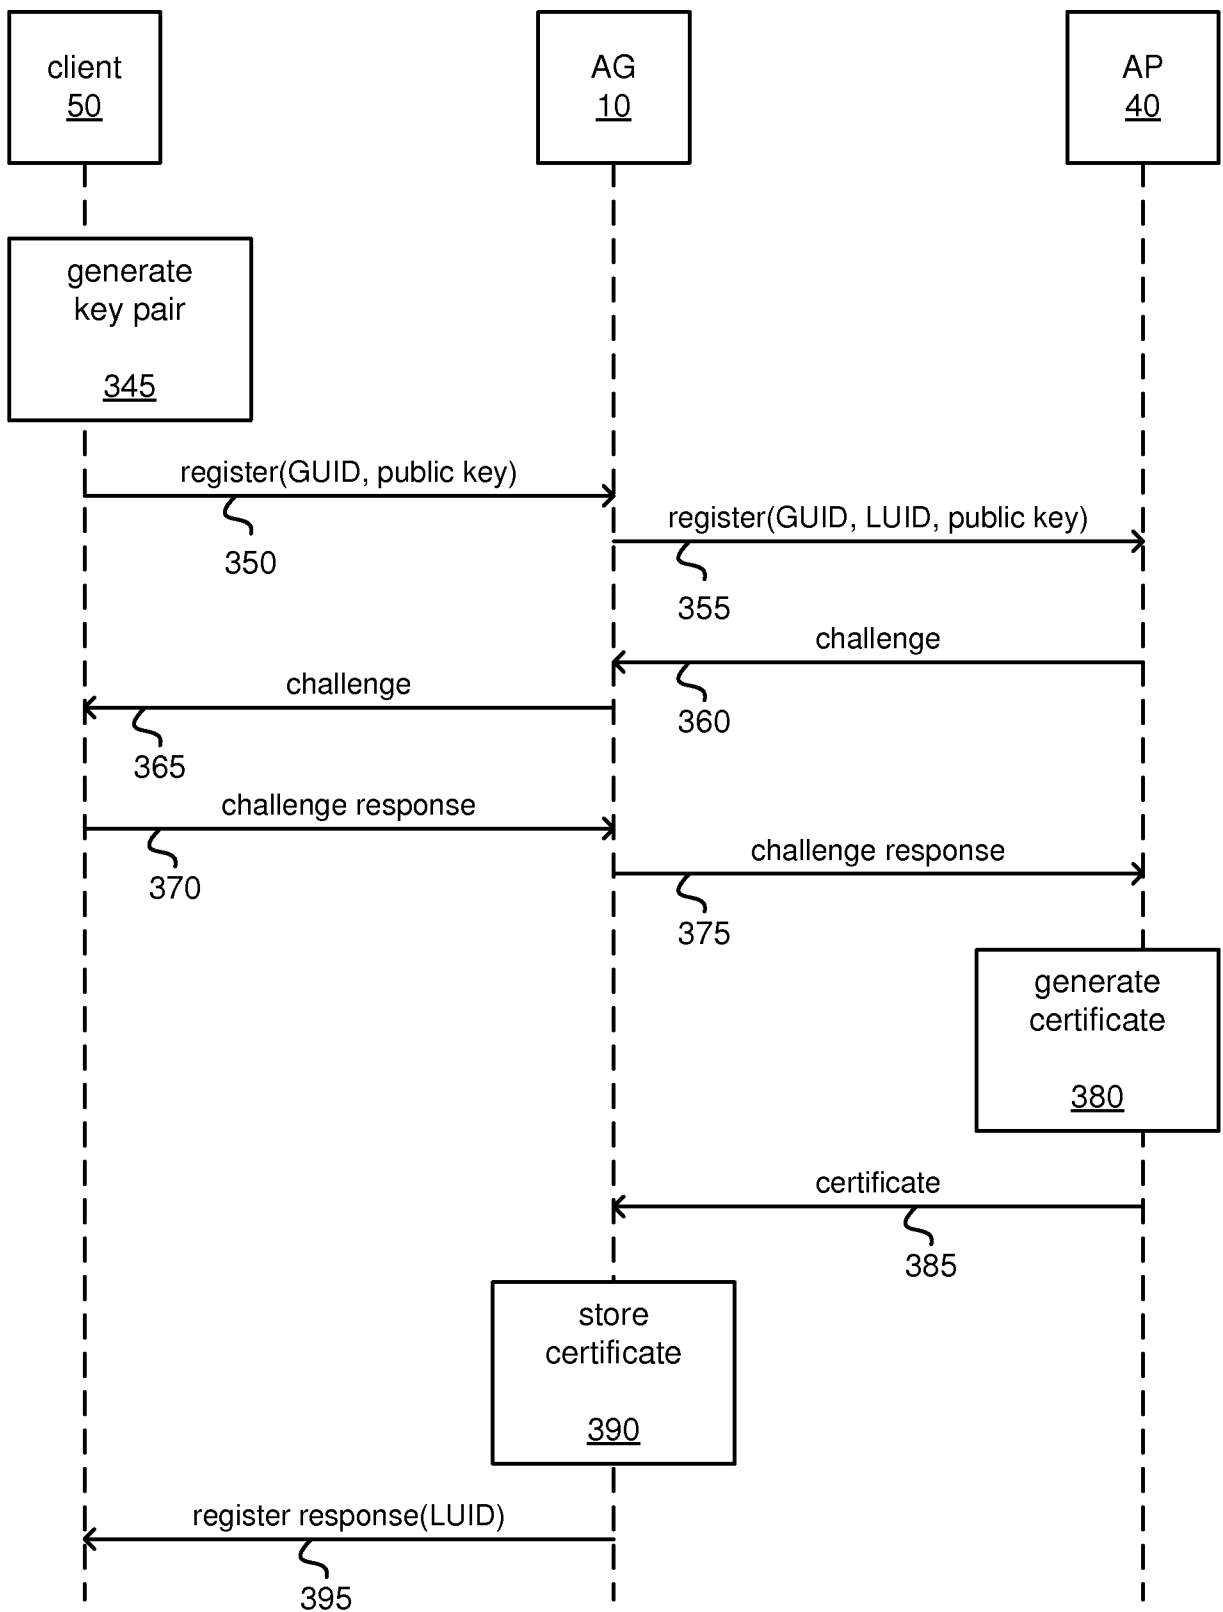 client
50
AG
10
AP
40
generate
key pair
345
register(GUID, public key)
350
register(GUID, LUID, public key)
355
challenge
360
challenge
365
challenge response
370
challenge response
375
generate
certificate
380
certificate
385
store
certificate
390
register response(LUID)
395